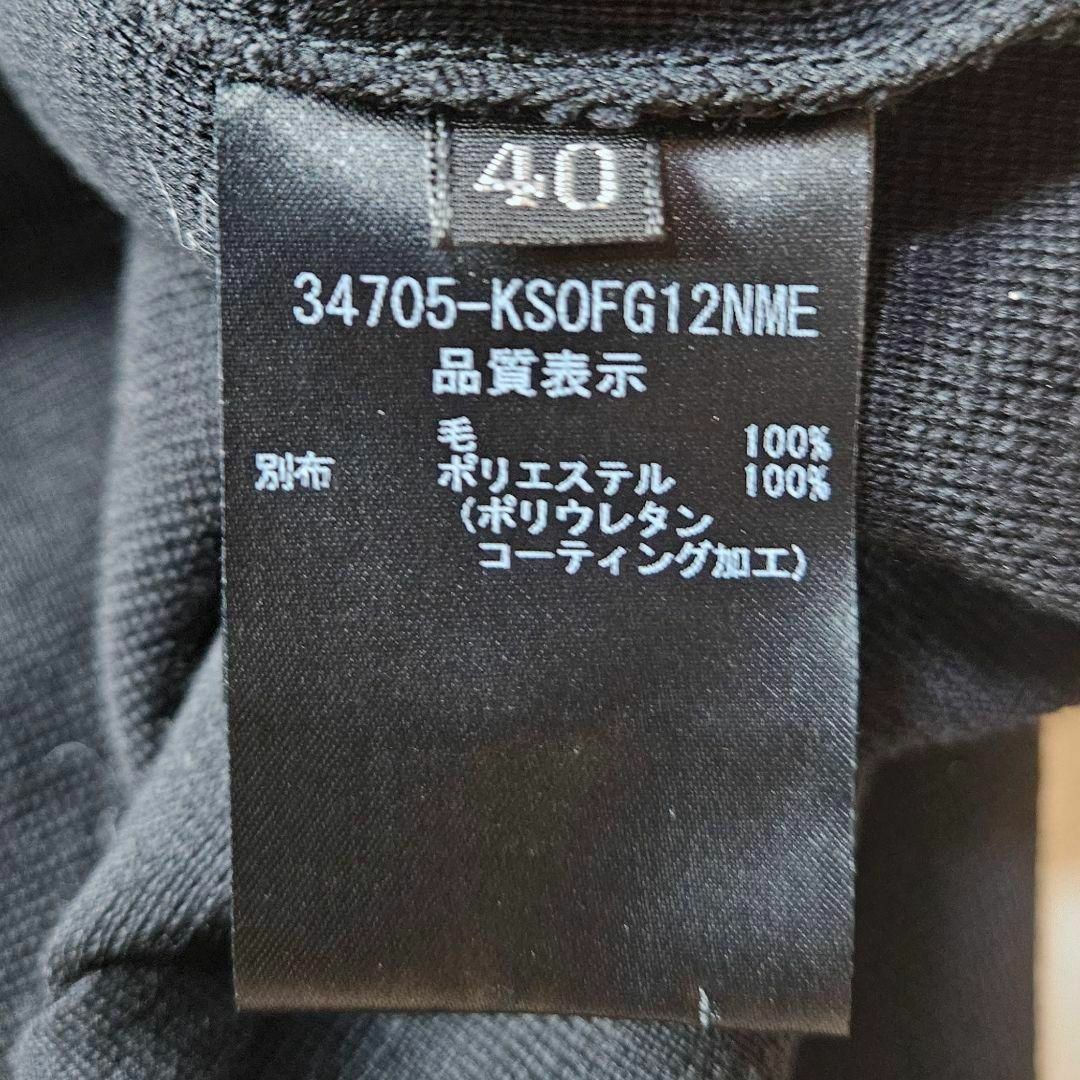 40
34705-KSOFG12NME
品質表示
毛 100%
別布 ポリエステル 100%
(ポリウレタン
コーティング加工)